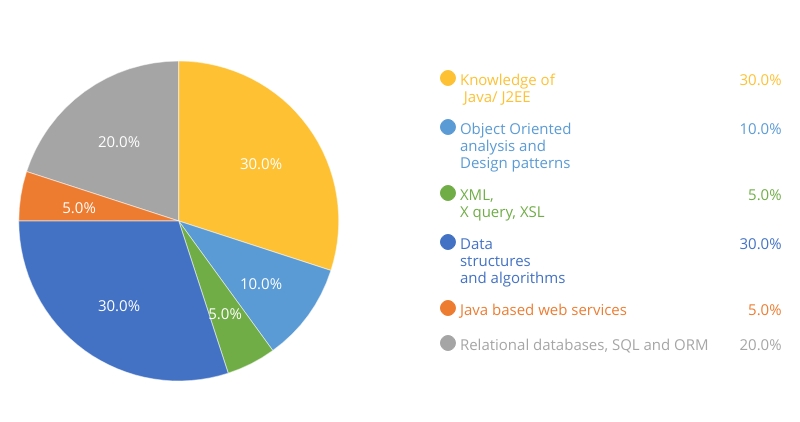 20.0%
30.0%
5.0%
10.0%
30.0%
5.0%
Knowledge of 30.0%
Java/ J2EE
Object Oriented 10.0%
analysis and
Design patterns
XML, 5.0%
X query, XSL
Data 30.0%
structures
and algorithms
Java based web services 5.0%
Relational databases, SQL and ORM 20.0%